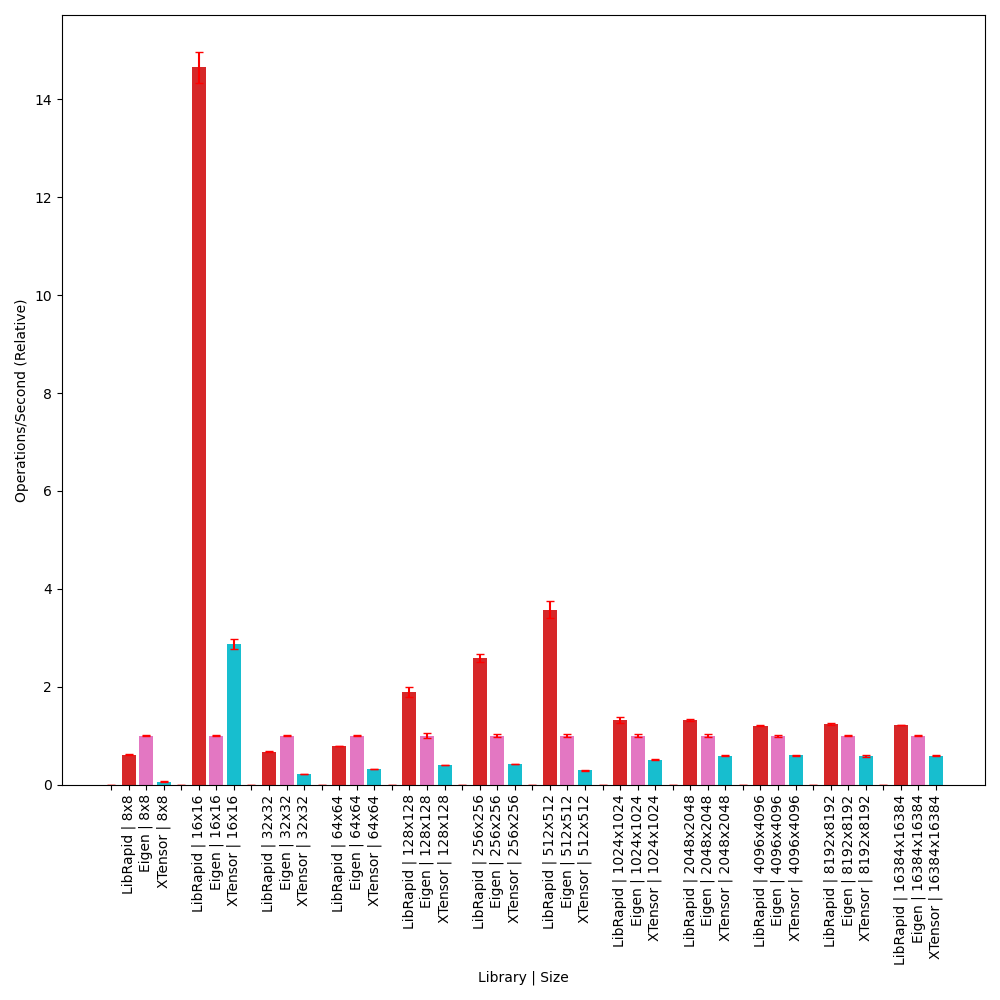 Operations/Second (Relative)
14
12
10
8
6
4
2
0
LibRapid | 8x8
Eigen | 8x8
XTensor | 8x8
LibRapid | 16x16
Eigen | 16x16
XTensor | 16x16
LibRapid | 32x32
Eigen | 32x32
XTensor | 32x32
LibRapid | 64x64
Eigen | 64x64
XTensor | 64x64
LibRapid | 128x128
Eigen | 128x128
XTensor | 128x128
LibRapid | 256x256
Eigen | 256x256
XTensor | 256x256
LibRapid | 512x512
Eigen | 512x512
XTensor | 512x512
LibRapid | 1024x1024
Eigen | 1024x1024
XTensor | 1024x1024
LibRapid | 2048x2048
Eigen | 2048x2048
XTensor | 2048x2048
LibRapid | 4096x4096
Eigen | 4096x4096
XTensor | 4096x4096
LibRapid | 8192x8192
Eigen | 8192x8192
XTensor | 8192x8192
LibRapid | 16384x16384
Eigen | 16384x16384
XTensor | 16384x16384
Library | Size